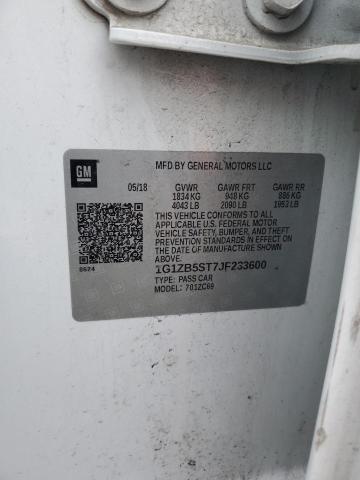 GM
MFD BY GENERAL MOTORS LLC
05/18 GVWR GAWR FRT GAWR RR
1834 KG 948 KG 886 KG
4043 LB 2090 LB 1953 LB
THIS VEHICLE CONFORMS TO ALL
APPLICABLE U.S. FEDERAL MOTOR
VEHICLE SAFETY, BUMPER, AND THEFT
PREVENTION STANDARDS IN EFFECT ON
THE DATE OF MANUFACTURE SHOWN
ABOVE.
1G1ZB5ST7JF233600
TYPE: PASS CAR
MODEL: 701ZC69
8624